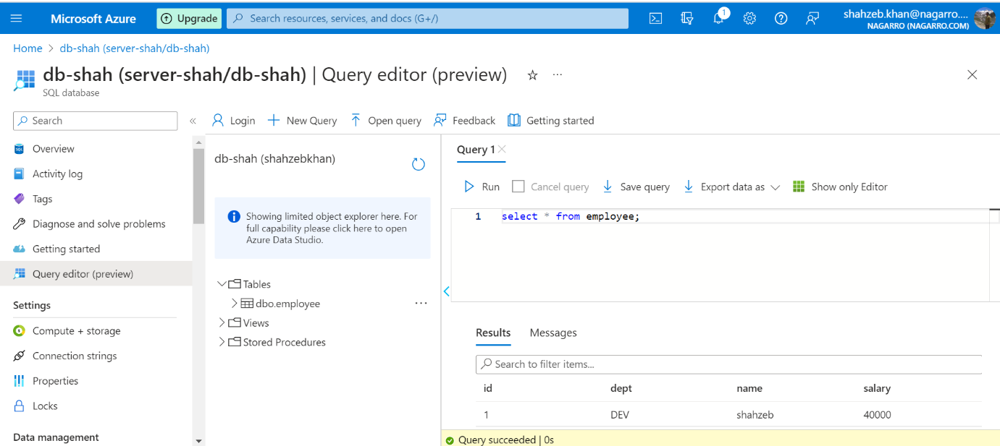 Microsoft Azure
Upgrade
Search resources, services, and docs (G+/)
1
shahzeb.khan@nagarro....
NAGARRO (NAGARRO.COM)
Home > db-shah (server-shah/db-shah)
db-shah (server-shah/db-shah) | Query editor (preview)
...
SQL database
Search
«
Login
New Query
Open query
Feedback
Getting started
Overview
Activity log
Tags
Diagnose and solve problems
Getting started
Query editor (preview)
Settings
Compute + storage
Connection strings
Properties
Locks
Data management
db-shah (shahzebkhan)
Showing limited object explorer here. For
full capability please click here to open
Azure Data Studio.
Tables
dbo.employee
...
Views
Stored Procedures
Query 1
Run
Cancel query
Save query
Export data as
Show only Editor
1 select * from employee;
Results
Messages
Search to filter items...
id dept name salary
1 DEV shahzeb 40000
Query succeeded | 0s